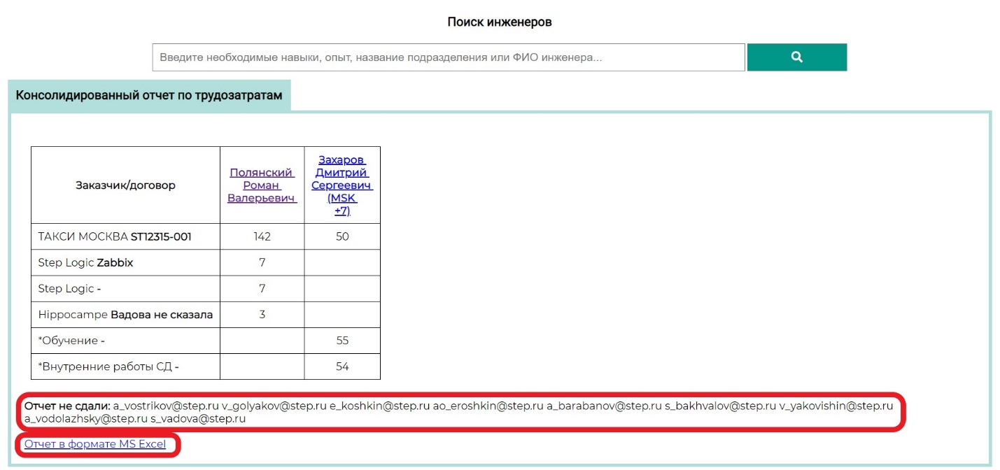 Поиск инженеров
Введите необходимые навыки, опыт, название подразделения или ФИО инженера...
Консолидированный отчет по трудозатратам
Заказчик/договор
Полянский
Роман
Валерьевич
Захаров
Дмитрий
Сергеевич
(MSK
+7)
ТАКСИ МОСКВА ST12315-001 142 50
Step Logic Zabbix 7
Step Logic - 7
Hippocampe Вадова не сказала 3
*Обучение - 55
*Внутренние работы СД - 54
Отчет не сдали: a_vostrikov@step.ru v_golyakov@step.ru e_koshkin@step.ru ao_eroshkin@step.ru a_barabanov@step.ru s_bakhvalov@step.ru v_yakovishin@step.ru
a_vodolazhsky@step.ru s_vadova@step.ru
Отчет в формате MS Excel